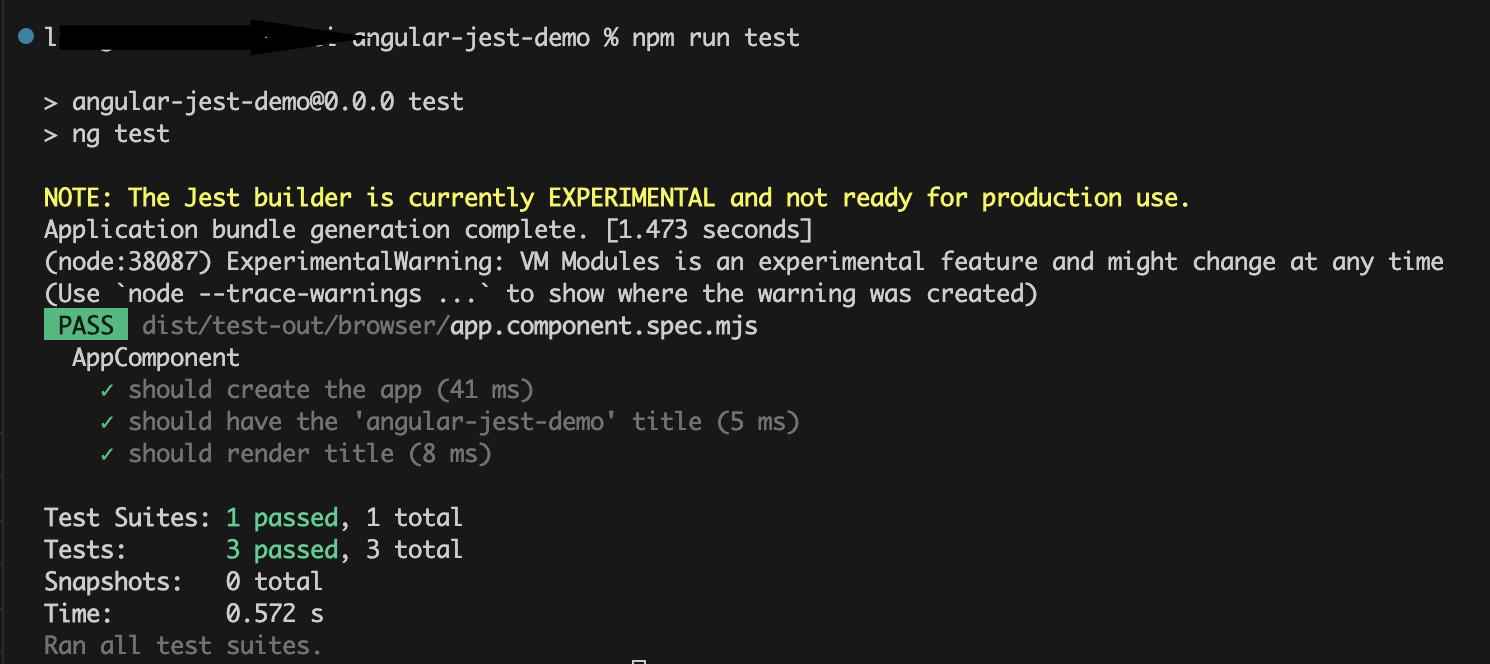 angular-jest-demo % npm run test
> angular-jest-demo@0.0.0 test
> ng test
NOTE: The Jest builder is currently EXPERIMENTAL and not ready for production use.
Application bundle generation complete. [1.473 seconds]
(node:38087) ExperimentalWarning: VM Modules is an experimental feature and might change at any time
(Use `node --trace-warnings ...` to show where the warning was created)
PASS dist/test-out/browser/app.component.spec.mjs
AppComponent
✓ should create the app (41 ms)
✓ should have the 'angular-jest-demo' title (5 ms)
✓ should render title (8 ms)
Test Suites: 1 passed, 1 total
Tests: 3 passed, 3 total
Snapshots: 0 total
Time: 0.572 s
Ran all test suites.